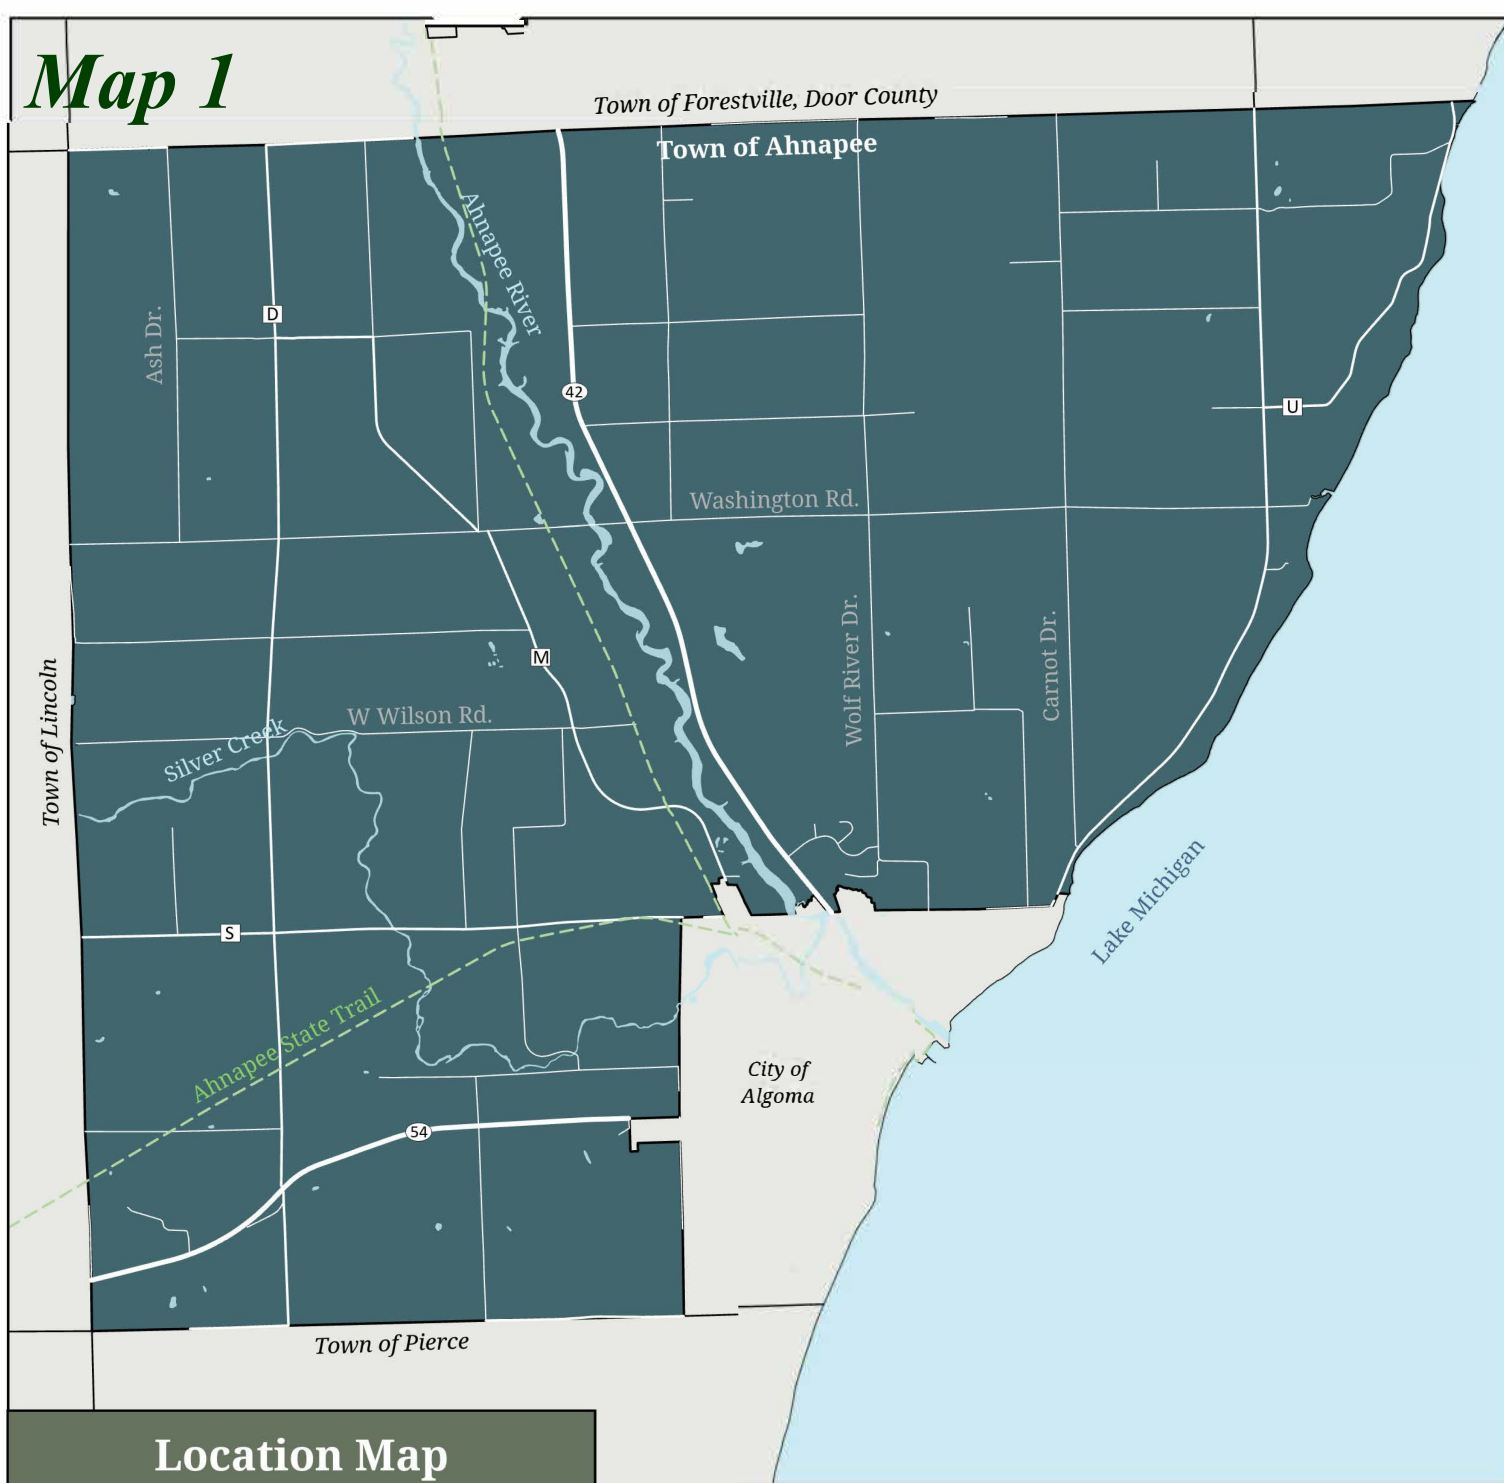 Map 1
Town of Forestville, Door County
Town of Ahnapee
Ahnapee River
Ash Dr.
D
42
U
Washington Rd.
Wolf River Dr.
Carnot Dr.
M
Town of Lincoln
W Wilson Rd.
Silver Creek
Lake Michigan
S
Ahnapee State Trail
City of
Algoma
54
Town of Pierce
Location Map